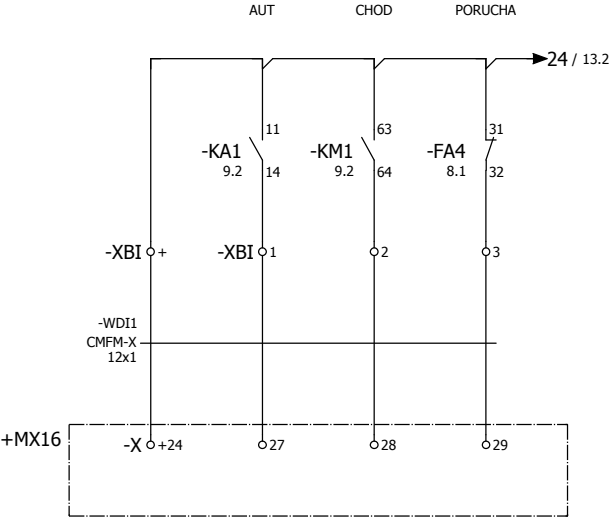 AUT CHOD PORUCHA
24 / 13.2
11 63 31
-KA1 -KM1 -FA4
9.2 14 9.2 64 8.1 32
-XBI + -XBI 1 2 3
-WDI1
CMFM-X
12x1
+MX16 -X +24 27 28 29